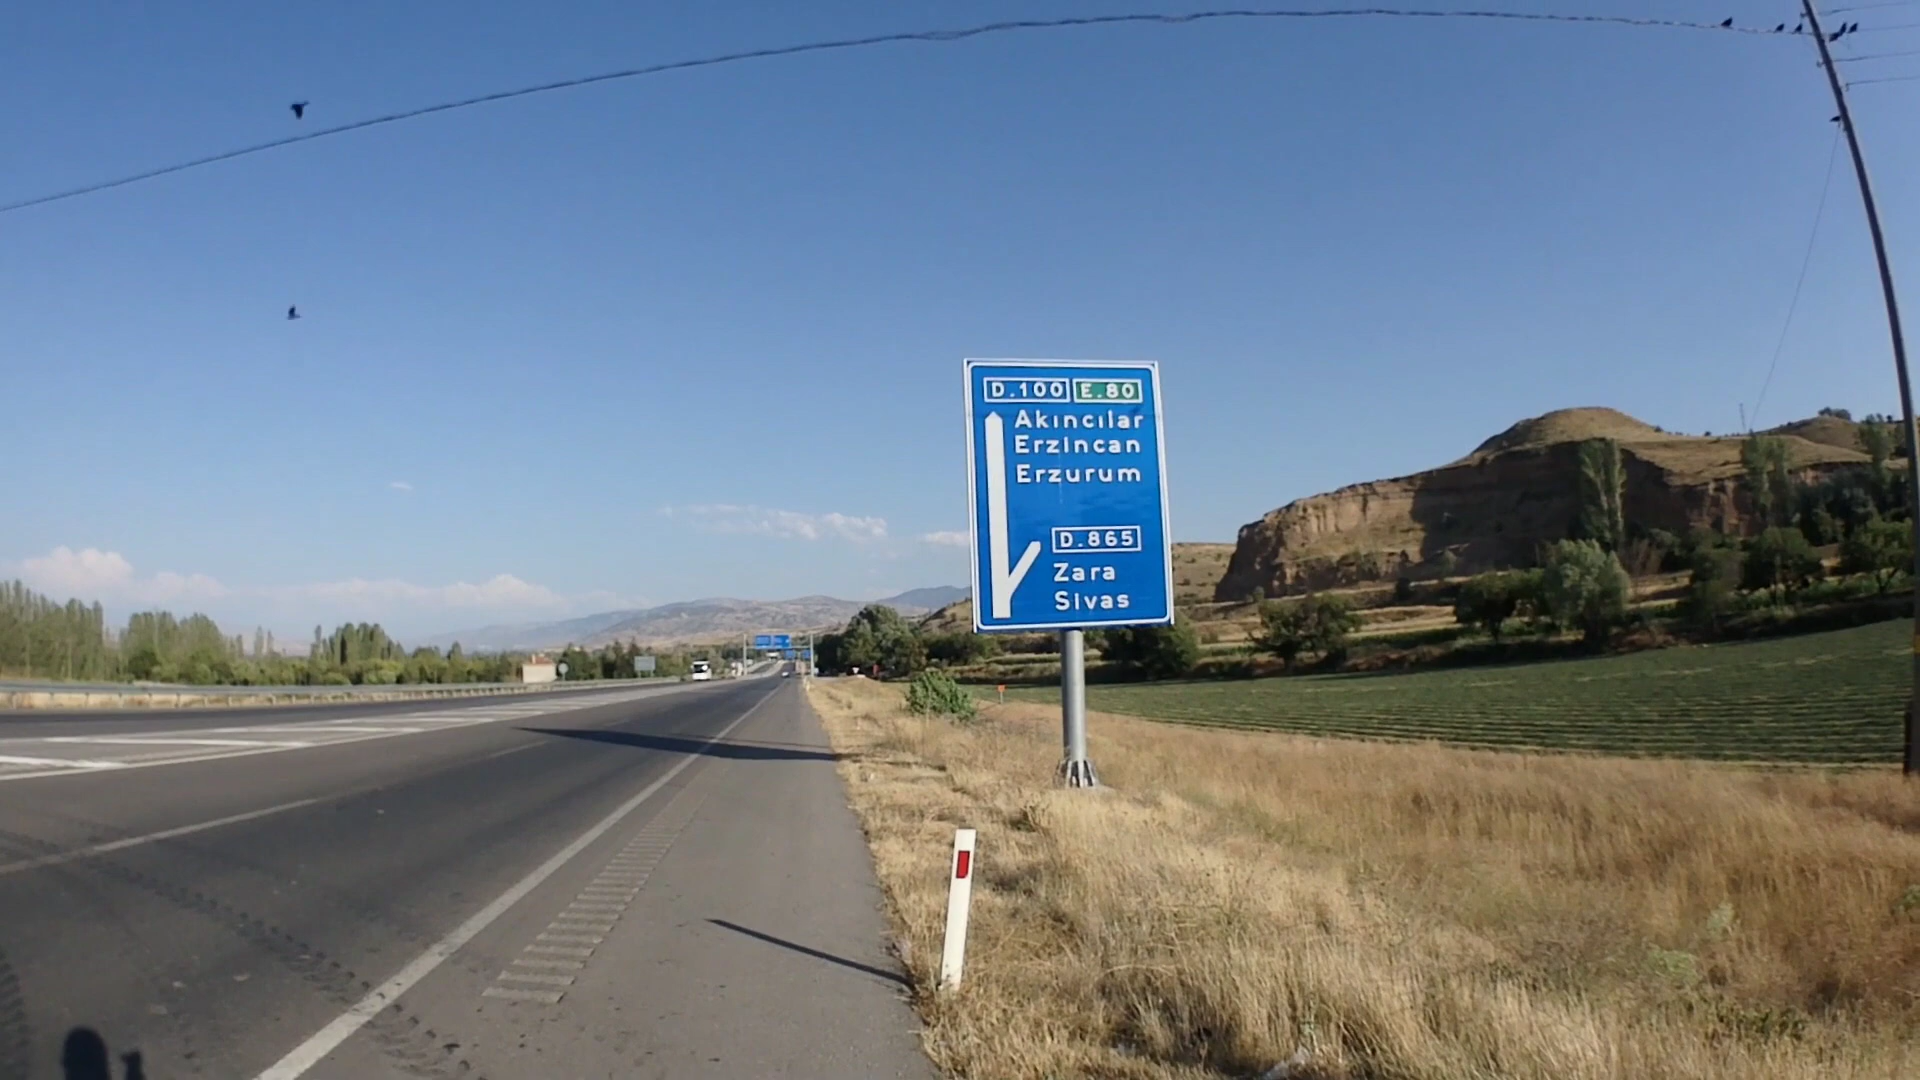 D.100 E.80
Akıncılar
Erzincan
Erzurum
D.865
Zara
Sivas